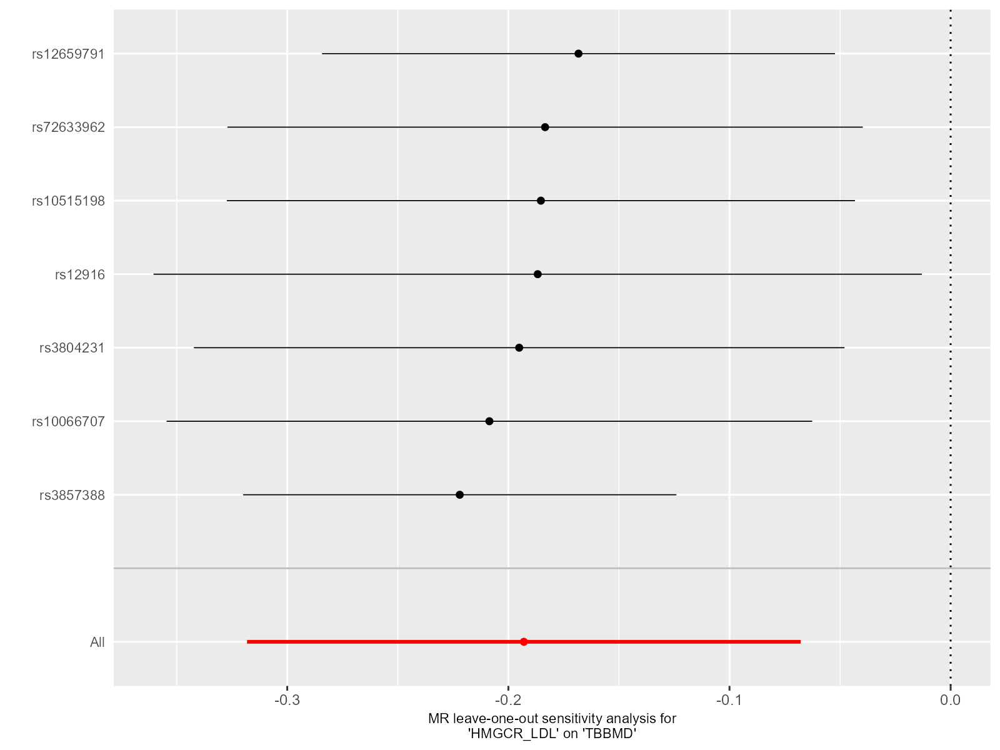 rs12659791
rs72633962
rs10515198
rs12916
rs3804231
rs10066707
rs3857388
All
-0.3 -0.2 -0.1 0.0
MR leave-one-out sensitivity analysis for
'HMGCR_LDL' on 'TBBMD'